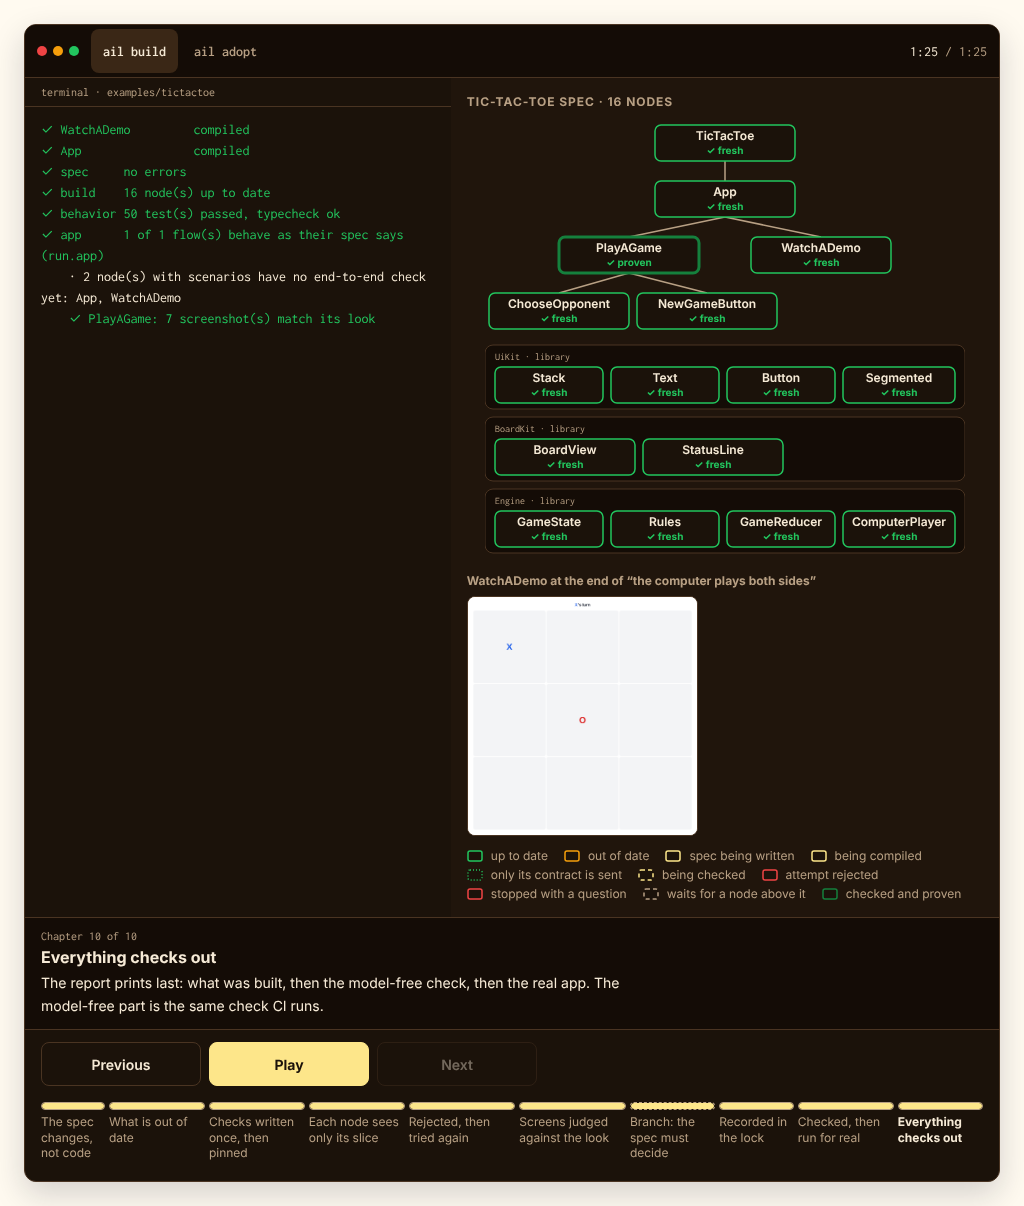 ail build
ail adopt
1:25 / 1:25
terminal · examples/tictactoe
✓ WatchADemo compiled
✓ App compiled
✓ spec no errors
✓ build 16 node(s) up to date
✓ behavior 50 test(s) passed, typecheck ok
✓ app 1 of 1 flow(s) behave as their spec says
(run.app)
· 2 node(s) with scenarios have no end-to-end check
yet: App, WatchADemo
✓ PlayAGame: 7 screenshot(s) match its look
TIC-TAC-TOE SPEC · 16 NODES
TicTacToe
✓ fresh
App
✓ fresh
PlayAGame
✓ proven
WatchADemo
✓ fresh
ChooseOpponent
✓ fresh
NewGameButton
✓ fresh
UiKit · library
Stack
✓ fresh
Text
✓ fresh
Button
✓ fresh
Segmented
✓ fresh
BoardKit · library
BoardView
✓ fresh
StatusLine
✓ fresh
Engine · library
GameState
✓ fresh
Rules
✓ fresh
GameReducer
✓ fresh
ComputerPlayer
✓ fresh
WatchADemo at the end of “the computer plays both sides”
X's turn
X
O
up to date
out of date
spec being written
being compiled
only its contract is sent
being checked
attempt rejected
stopped with a question
waits for a node above it
checked and proven
Chapter 10 of 10
Everything checks out
The report prints last: what was built, then the model-free check, then the real app. The
model-free part is the same check CI runs.
Previous
Play
Next
The spec
changes,
not code
What is out of
date
Checks written
once, then
pinned
Each node sees
only its slice
Rejected, then
tried again
Screens judged
against the look
Branch: the
spec must
decide
Recorded in
the lock
Checked, then
run for real
Everything
checks out